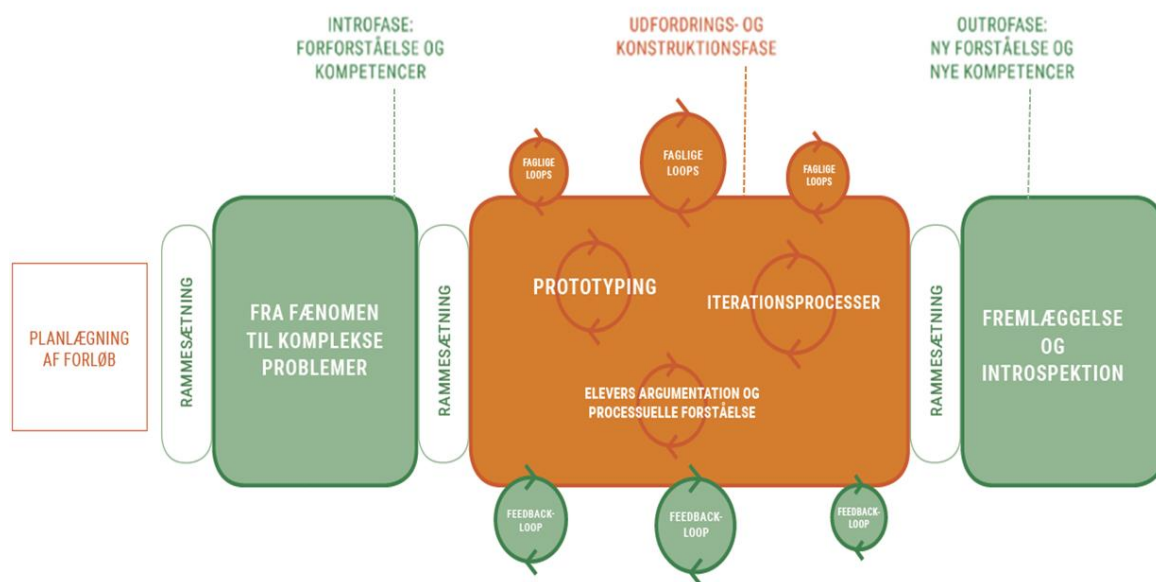 INTROFASE:
FORFORSTÅELSE OG
KOMPETENCER
UDFORDRINGS- OG
KONSTRUKTIONSFASE
OUTROFASE:
NY FORSTÅELSE OG
NYE KOMPETENCER
FAGLIGE
LOOPS
FAGLIGE
LOOPS
FAGLIGE
LOOPS
PLANLÆGNING
AF FORLØB
RAMMESÆTNING
FRA FÆNOMEN
TIL KOMPLEKSE
PROBLEMER
RAMMESÆTNING
PROTOTYPING
ITERATIONSPROCESSER
ELEVERS ARGUMENTATION OG
PROCESSUELLE FORSTÅELSE
RAMMESÆTNING
FREMLÆGGELSE
OG
INTROSPEKTION
FEEDBACK-
LOOP
FEEDBACK-
LOOP
FEEDBACK-
LOOP